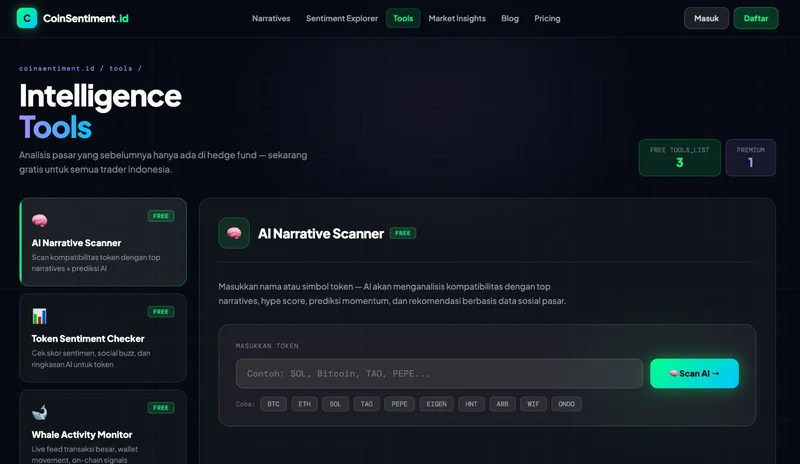 C CoinSentiment.id
Narratives
Sentiment Explorer
Tools
Market Insights
Blog
Pricing
Masuk
Daftar
coinsentiment.id / tools /
Intelligence
Tools
Analisis pasar yang sebelumnya hanya ada di hedge fund — sekarang
gratis untuk semua trader Indonesia.
FREE TOOLS_LIST
3
PREMIUM
1
FREE
AI Narrative Scanner
Scan kompatibilitas token dengan top
narratives + prediksi AI
FREE
Token Sentiment Checker
Cek skor sentimen, social buzz, dan
ringkasan AI untuk token
FREE
Whale Activity Monitor
Live feed transaksi besar, wallet
movement, on-chain signals
AI Narrative Scanner FREE
Masukkan nama atau simbol token — AI akan menganalisis kompatibilitas dengan top
narratives, hype score, prediksi momentum, dan rekomendasi berbasis data sosial pasar.
MASUKKAN TOKEN
Contoh: SOL, Bitcoin, TAO, PEPE...
Scan AI →
Coba: BTC ETH SOL TAO PEPE EIGEN HNT ARB WIF ONDO